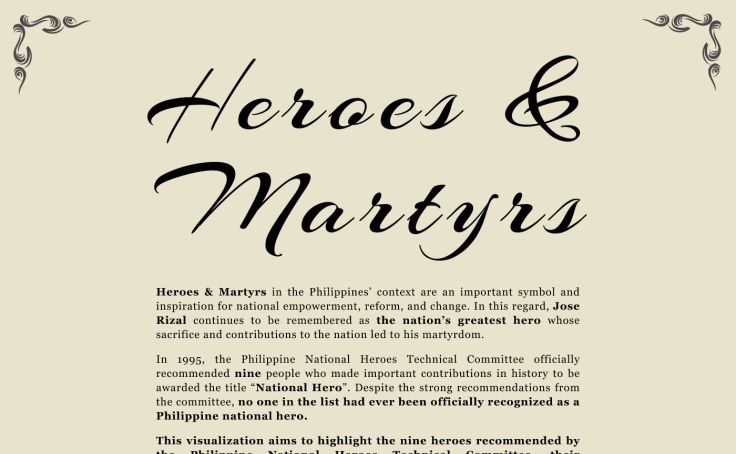 Heroes &
Martyrs
Heroes & Martyrs in the Philippines’ context are an important symbol and
inspiration for national empowerment, reform, and change. In this regard, Jose
Rizal continues to be remembered as the nation’s greatest hero whose
sacrifice and contributions to the nation led to his martyrdom.
In 1995, the Philippine National Heroes Technical Committee officially
recommended nine people who made important contributions in history to be
awarded the title “National Hero”. Despite the strong recommendations from
the committee, no one in the list had ever been officially recognized as a
Philippine national hero.
This visualization aims to highlight the nine heroes recommended by
the Philippine National Heroes Technical Committee, their